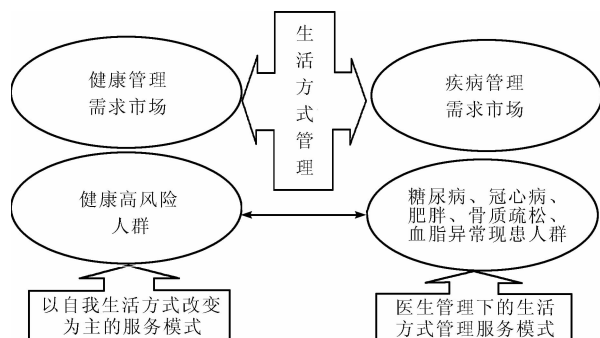 健康管理
需求市场
生活方式管理
疾病管理
需求市场
健康高风险
人群
糖尿病、冠心病、
肥胖、骨质疏松、
血脂异常现患人群
以自我生活方式改变
为主的服务模式
医生管理下的生活
方式管理服务模式